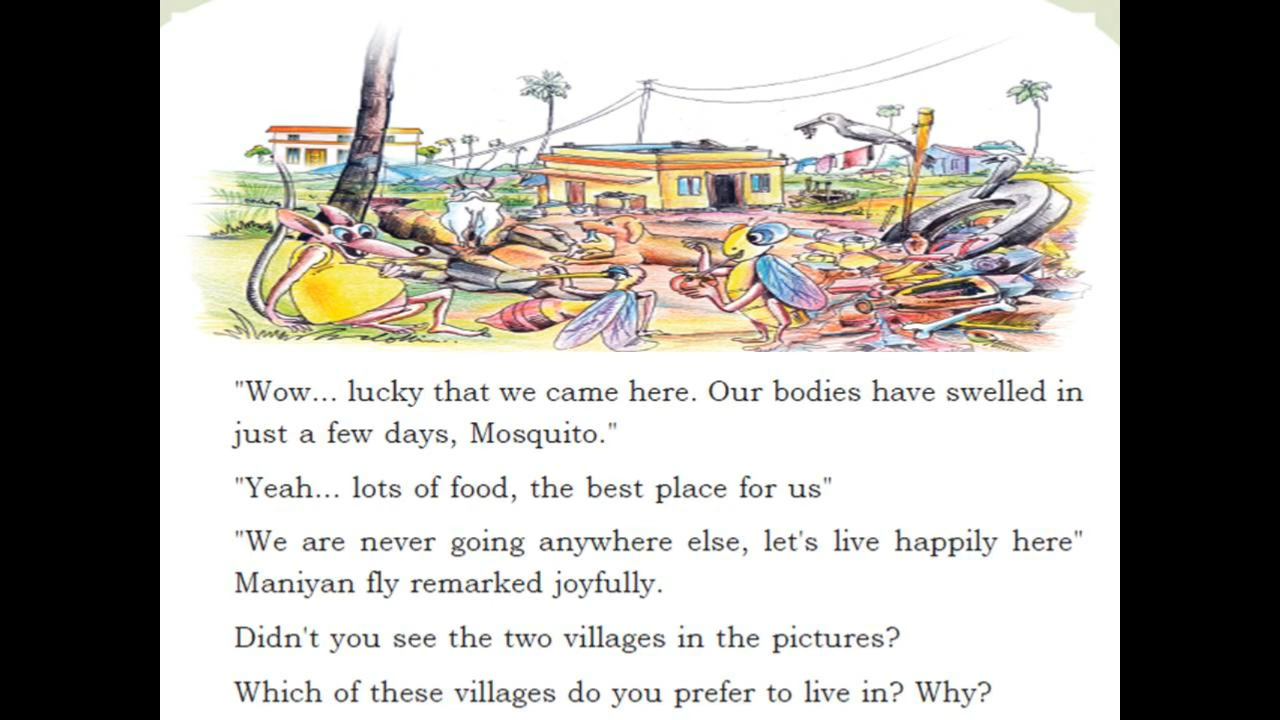 "Wow... lucky that we came here. Our bodies have swelled in
just a few days, Mosquito."
"Yeah... lots of food, the best place for us"
"We are never going anywhere else, let's live happily here"
Maniyan fly remarked joyfully.
Didn't you see the two villages in the pictures?
Which of these villages do you prefer to live in? Why?